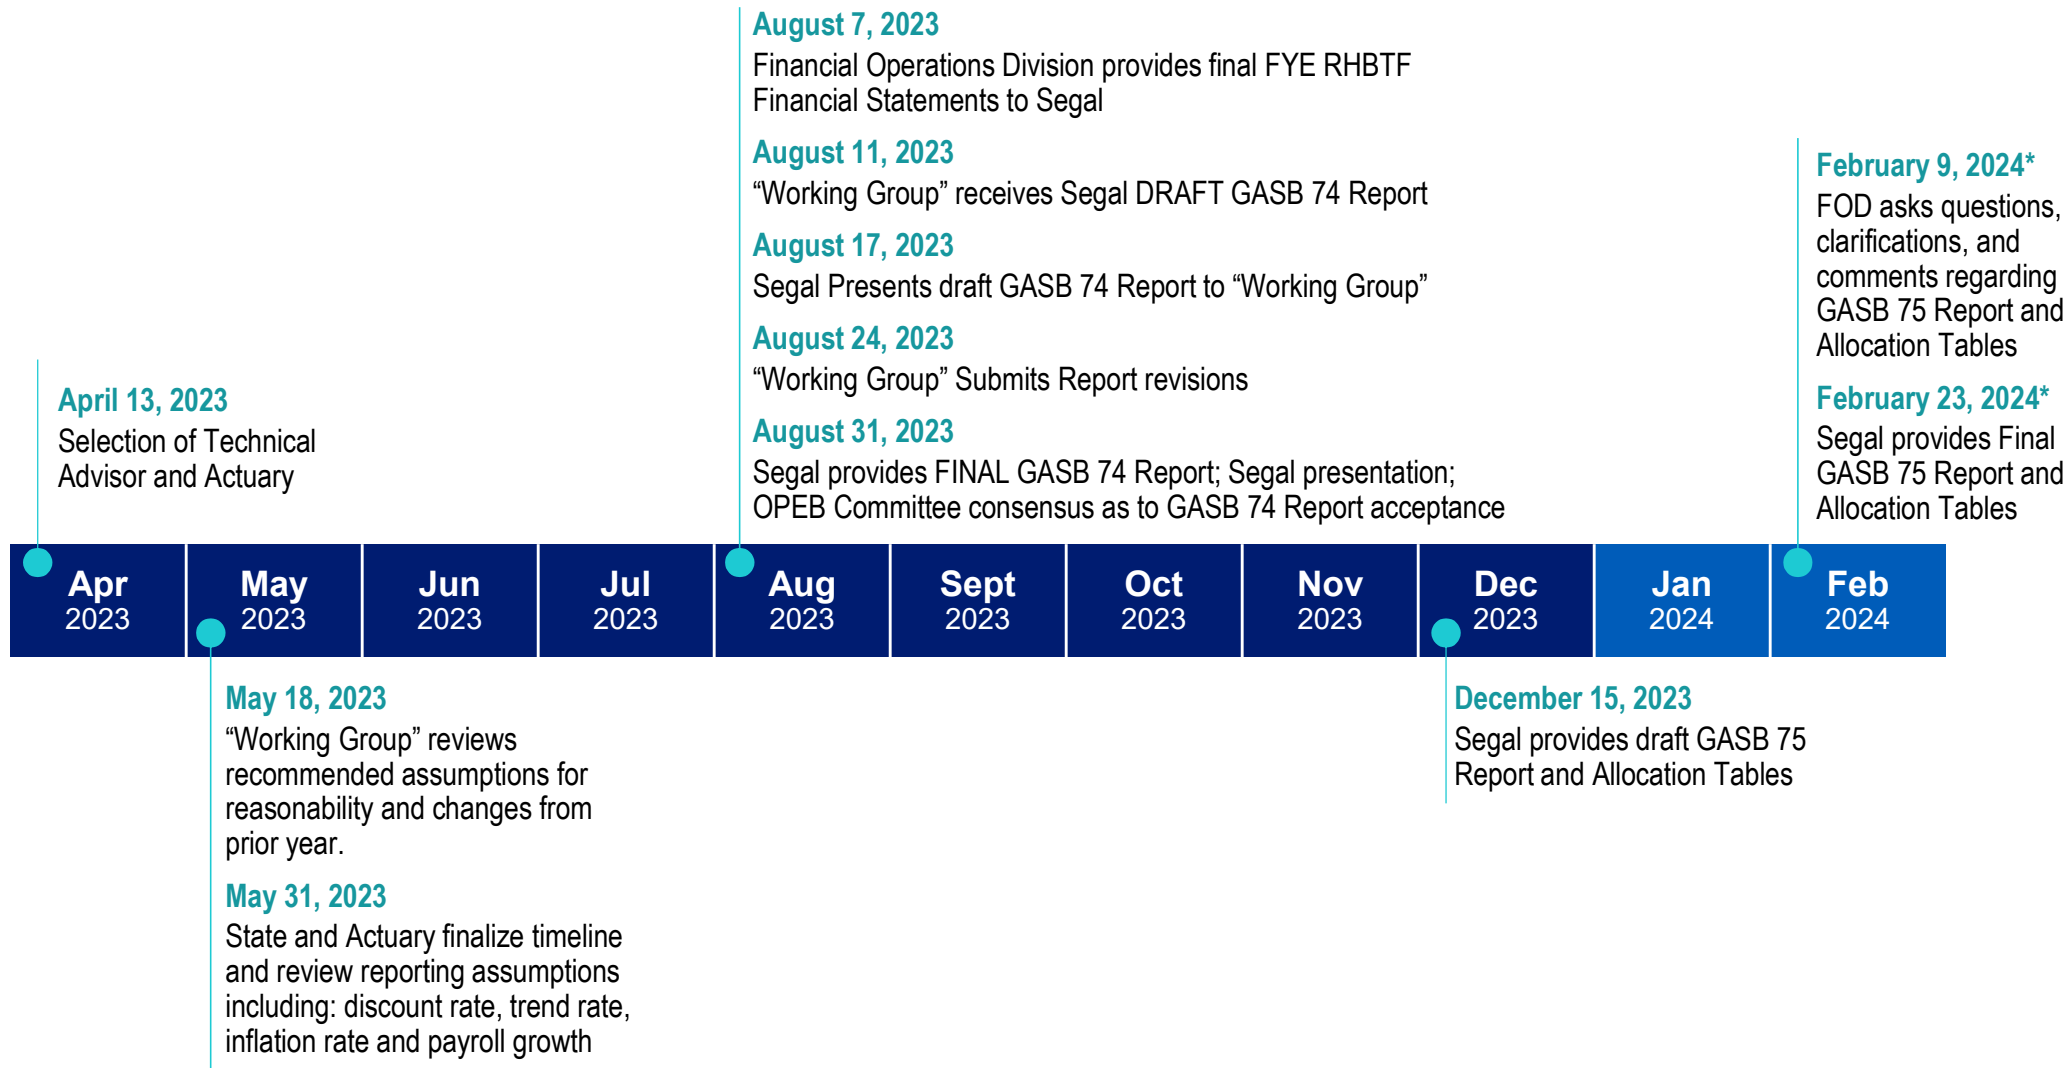 August 7, 2023
Financial Operations Division provides final FYE RHBTF
Financial Statements to Segal
August 11, 2023
“Working Group” receives Segal DRAFT GASB 74 Report
August 17, 2023
Segal Presents draft GASB 74 Report to “Working Group”
August 24, 2023
“Working Group” Submits Report revisions
August 31, 2023
Segal provides FINAL GASB 74 Report; Segal presentation;
OPEB Committee consensus as to GASB 74 Report acceptance
February 9, 2024*
FOD asks questions,
clarifications, and
comments regarding
GASB 75 Report and
Allocation Tables
February 23, 2024*
Segal provides Final
GASB 75 Report and
Allocation Tables
April 13, 2023
Selection of Technical
Advisor and Actuary
Apr
2023
May
2023
Jun
2023
Jul
2023
Aug
2023
Sept
2023
Oct
2023
Nov
2023
Dec
2023
Jan
2024
Feb
2024
May 18, 2023
“Working Group” reviews
recommended assumptions for
reasonability and changes from
prior year.
May 31, 2023
State and Actuary finalize timeline
and review reporting assumptions
including: discount rate, trend rate,
inflation rate and payroll growth
December 15, 2023
Segal provides draft GASB 75
Report and Allocation Tables